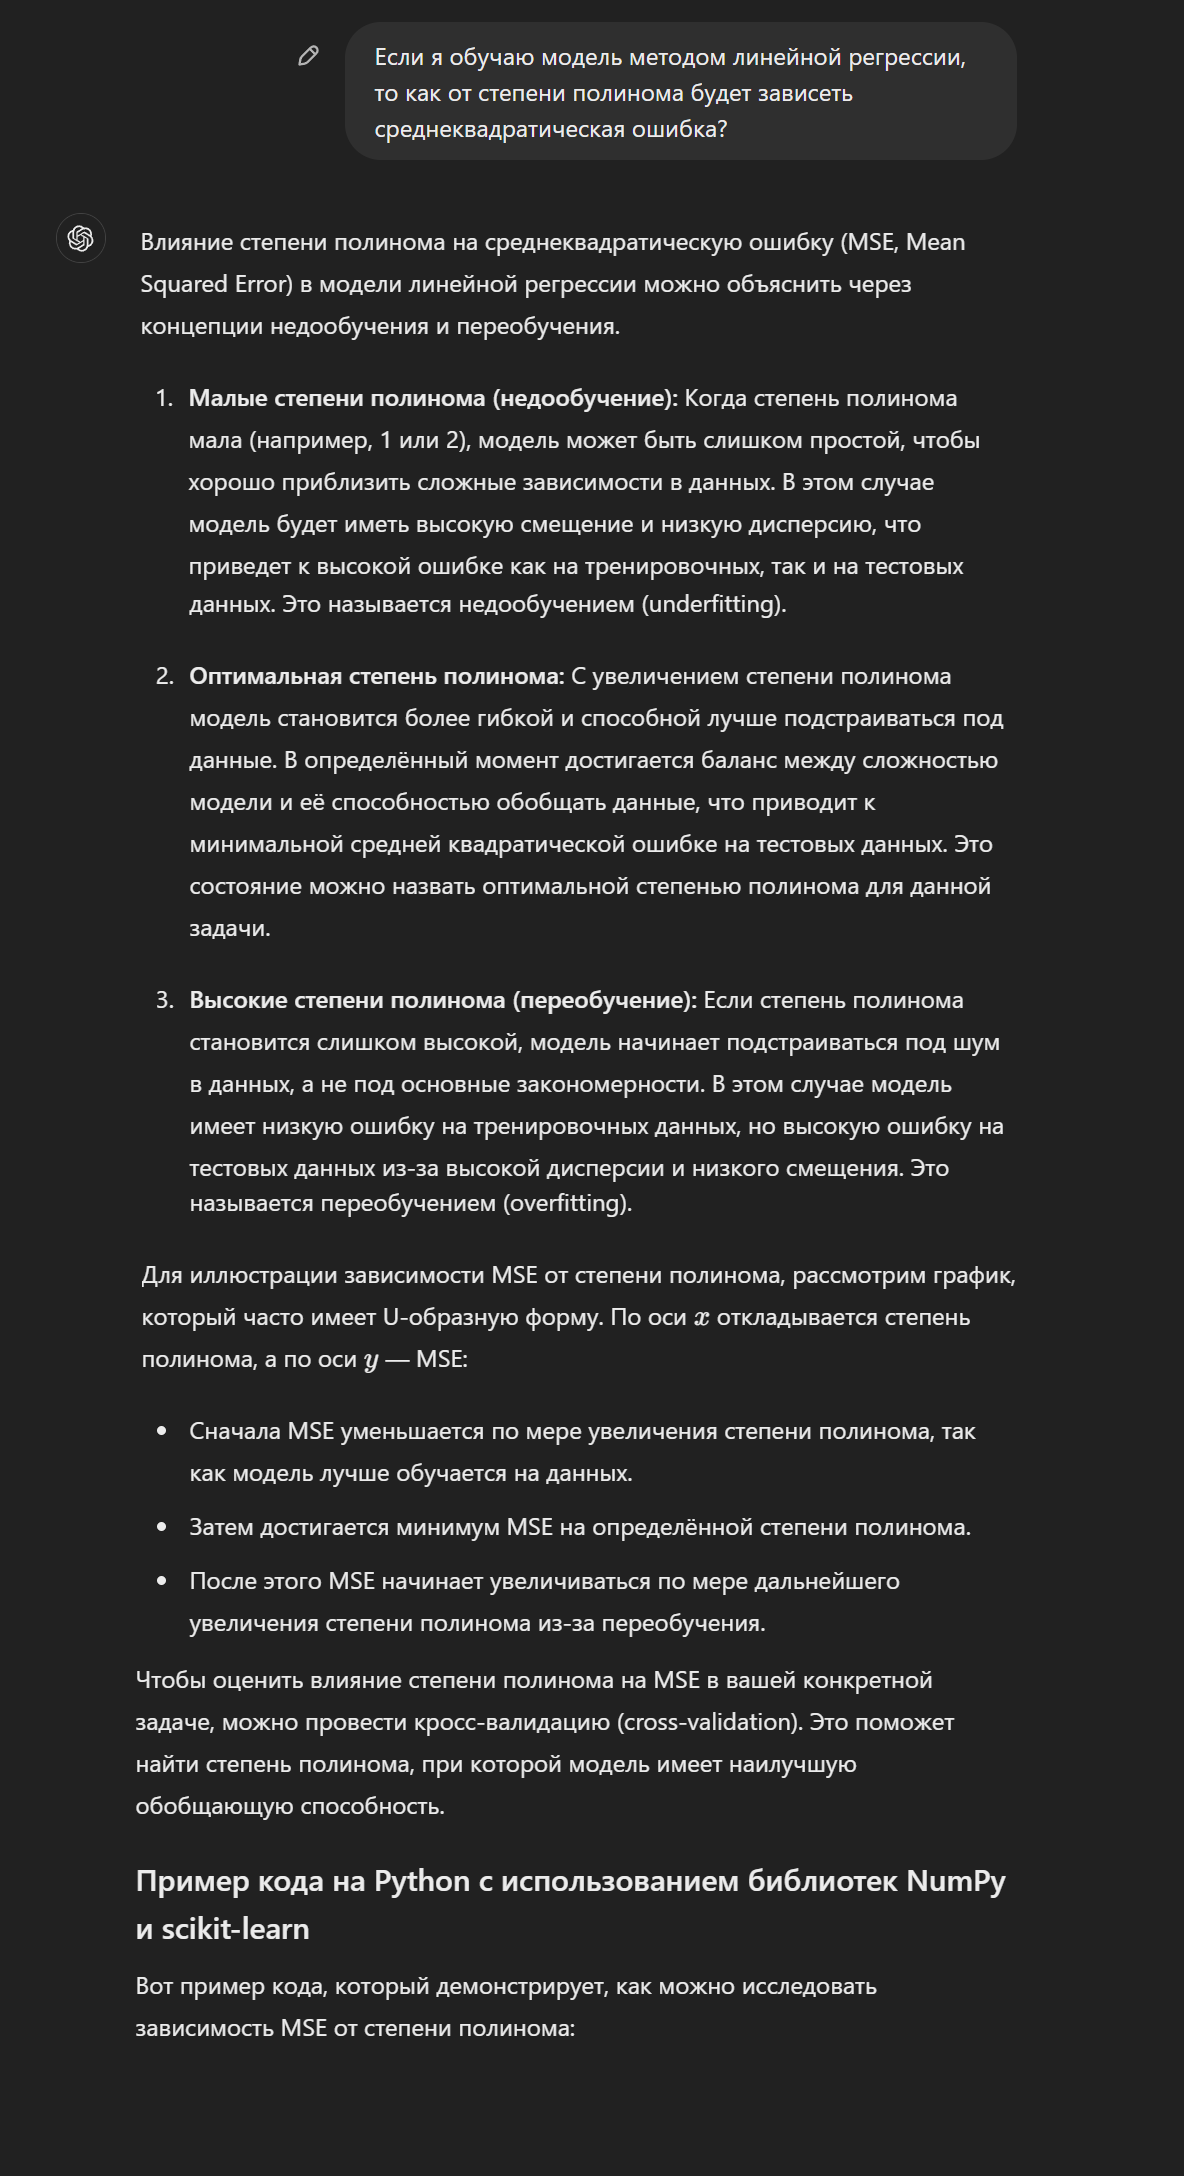 Если я обучаю модель методом линейной регрессии,
то как от степени полинома будет зависеть
среднеквадратическая ошибка?
Влияние степени полинома на среднеквадратическую ошибку (MSE, Mean
Squared Error) в модели линейной регрессии можно объяснить через
концепции недообучения и переобучения.
1. Малые степени полинома (недообучение): Когда степень полинома
мала (например, 1 или 2), модель может быть слишком простой, чтобы
хорошо приблизить сложные зависимости в данных. В этом случае
модель будет иметь высокую смещение и низкую дисперсию, что
приведет к высокой ошибке как на тренировочных, так и на тестовых
данных. Это называется недообучением (underfitting).
2. Оптимальная степень полинома: С увеличением степени полинома
модель становится более гибкой и способной лучше подстраиваться под
данные. В определённый момент достигается баланс между сложностью
модели и её способностью обобщать данные, что приводит к
минимальной средней квадратической ошибке на тестовых данных. Это
состояние можно назвать оптимальной степенью полинома для данной
задачи.
3. Высокие степени полинома (переобучение): Если степень полинома
становится слишком высокой, модель начинает подстраиваться под шум
в данных, а не под основные закономерности. В этом случае модель
имеет низкую ошибку на тренировочных данных, но высокую ошибку на
тестовых данных из-за высокой дисперсии и низкого смещения. Это
называется переобучением (overfitting).
Для иллюстрации зависимости MSE от степени полинома, рассмотрим график,
который часто имеет U-образную форму. По оси x откладывается степень
полинома, а по оси y — MSE:
• Сначала MSE уменьшается по мере увеличения степени полинома, так
как модель лучше обучается на данных.
• Затем достигается минимум MSE на определённой степени полинома.
• После этого MSE начинает увеличиваться по мере дальнейшего
увеличения степени полинома из-за переобучения.
Чтобы оценить влияние степени полинома на MSE в вашей конкретной
задаче, можно провести кросс-валидацию (cross-validation). Это поможет
найти степень полинома, при которой модель имеет наилучшую
обобщающую способность.
Пример кода на Python с использованием библиотек NumPy
и scikit-learn
Вот пример кода, который демонстрирует, как можно исследовать
зависимость MSE от степени полинома: